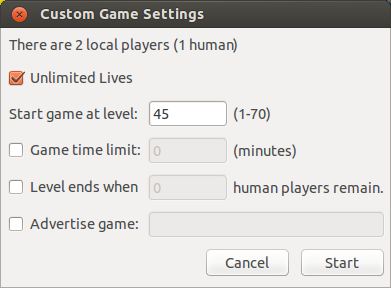 Custom Game Settings
There are 2 local players (1 human)
Unlimited Lives
Start game at level: 45 (1-70)
Game time limit: 0 (minutes)
Level ends when 0 human players remain.
Advertise game:
Cancel Start